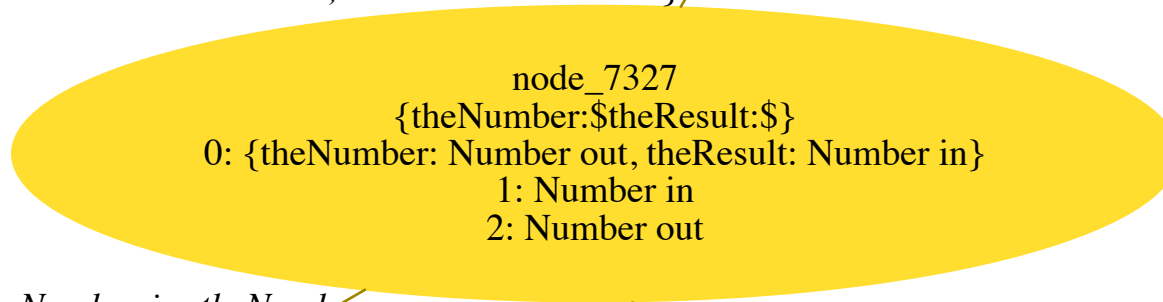 node_7327
{theNumber:$theResult:$}
0: {theNumber: Number out, theResult: Number in}
1: Number in
2: Number out